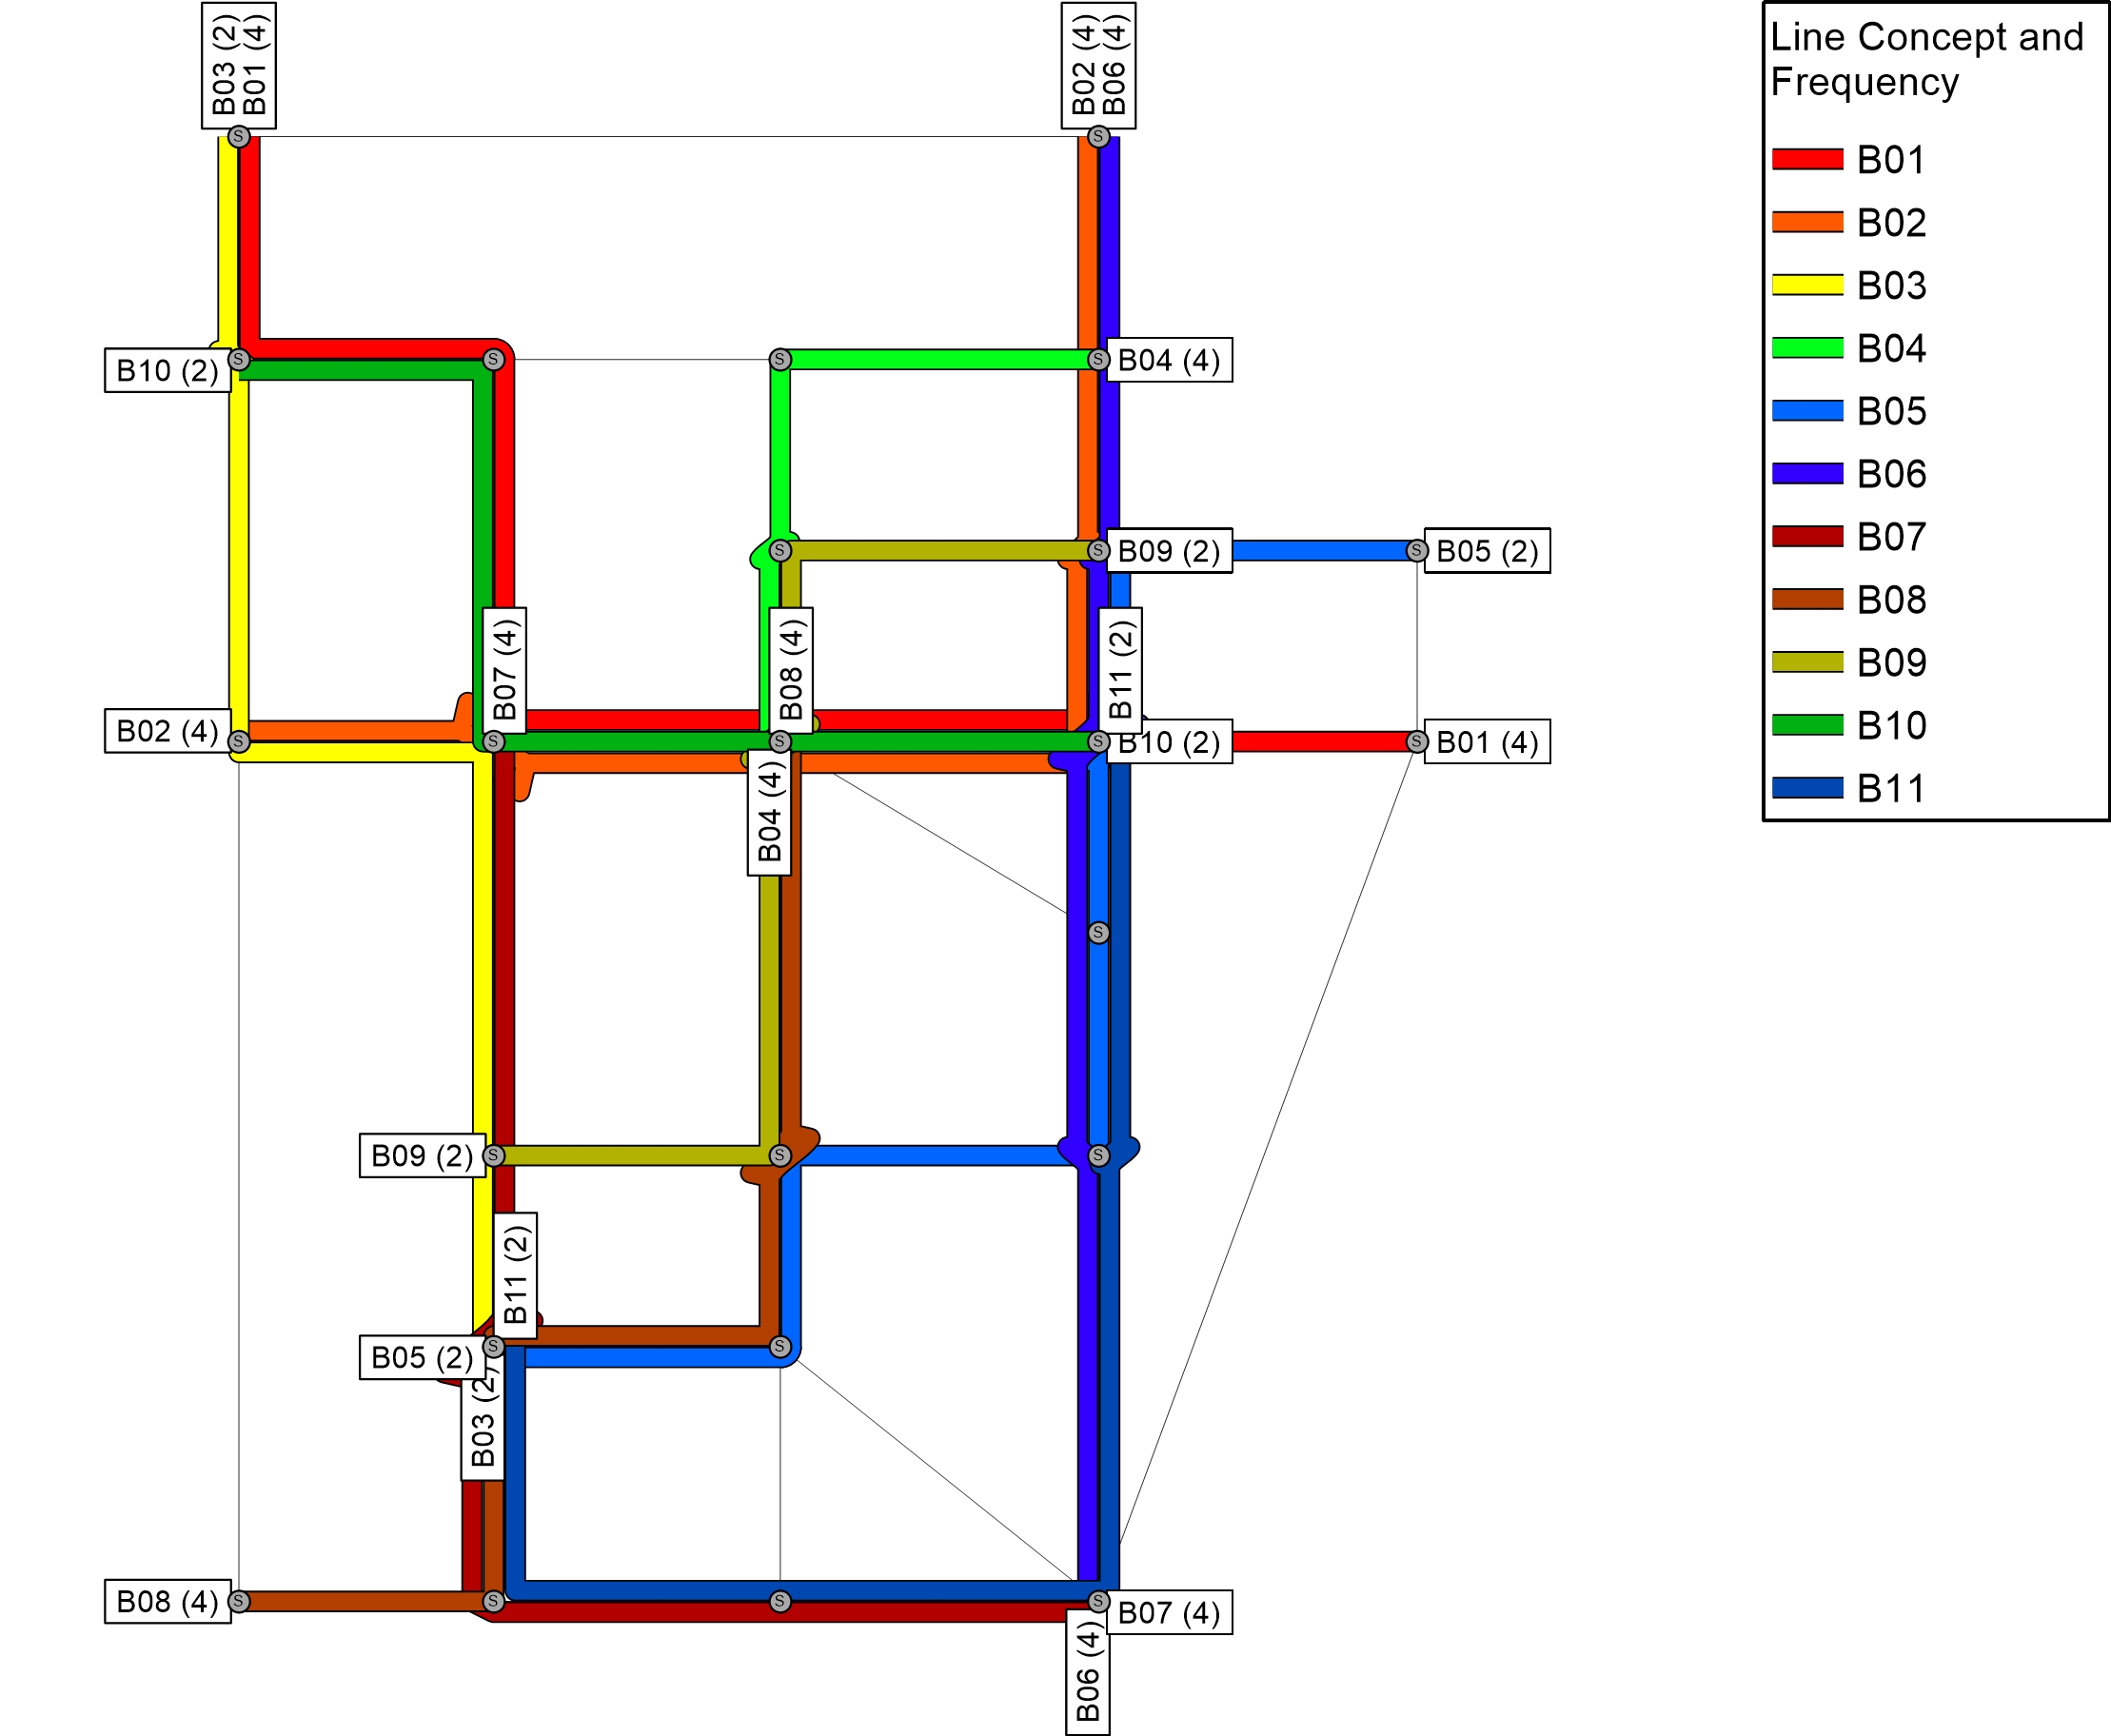 B03 (2)
B01 (4)
B02 (4)
B06 (4)
Line Concept and
Frequency
B01
B02
B03
B04
B05
B06
B07
B08
B09
B10
B11
B10 (2)
S
S
S
S
S
S
B04 (4)
S
S
B09 (2)
S
B05 (2)
B07 (4)
B08 (4)
B11 (2)
B02 (4)
S
S
S
S
B10 (2)
S
B01 (4)
B04 (4)
S
B09 (2)
S
S
S
B11 (2)
B05 (2)
S
S
B03 (2)
B08 (4)
S
S
S
S
B07 (4)
B06 (4)